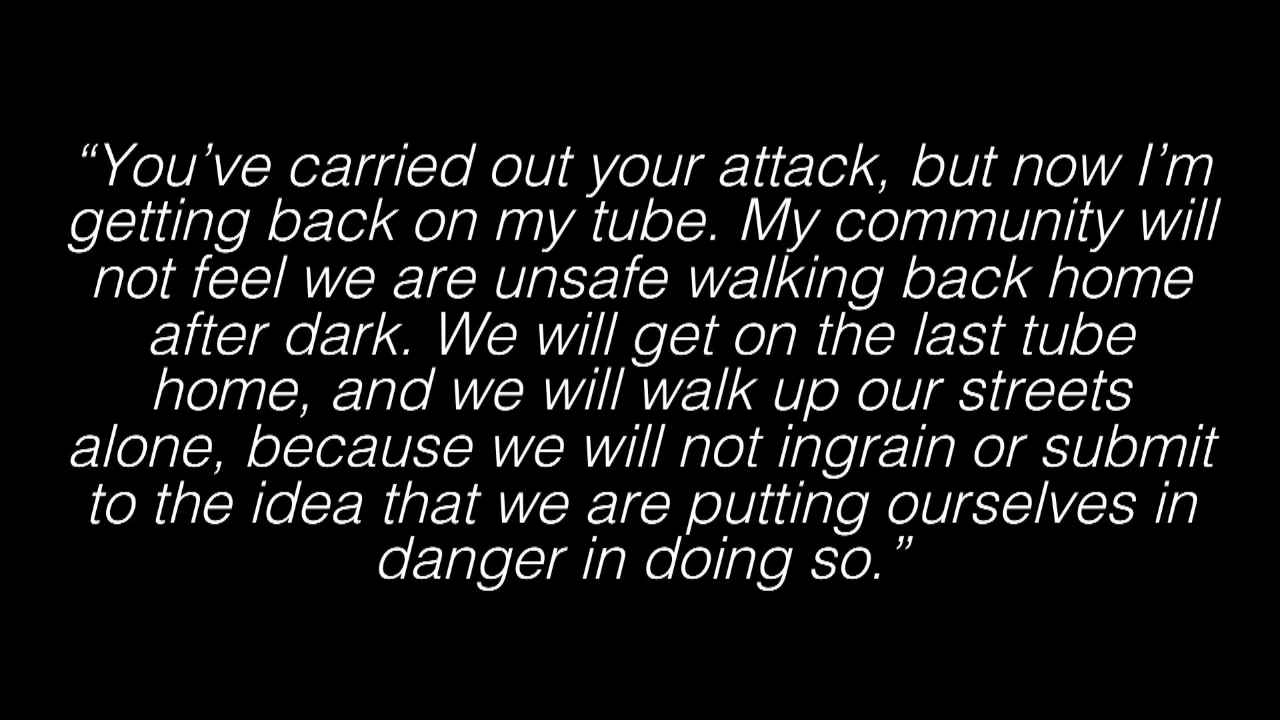 “You’ve carried out your attack, but now I’m
getting back on my tube. My community will
not feel we are unsafe walking back home
after dark. We will get on the last tube
home, and we will walk up our streets
alone, because we will not ingrain or submit
to the idea that we are putting ourselves in
danger in doing so.”